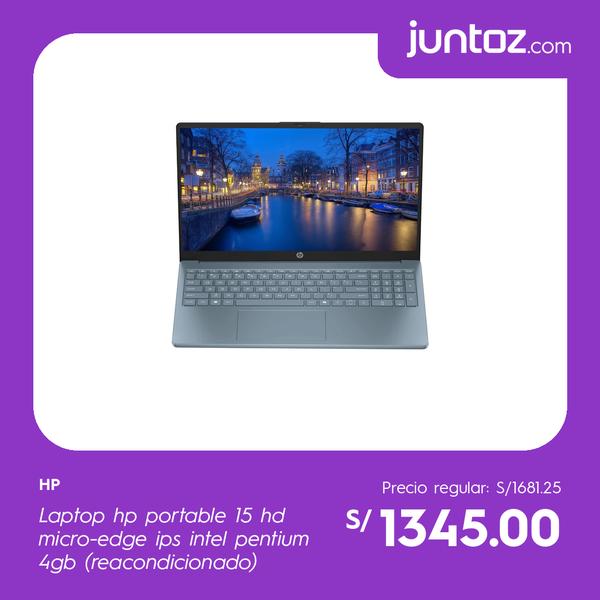 juntoz.com
hp
HP
Laptop hp portable 15 hd
micro-edge ips intel pentium
4gb (reacondicionado)
Precio regular: S/1681.25
S/1345.00